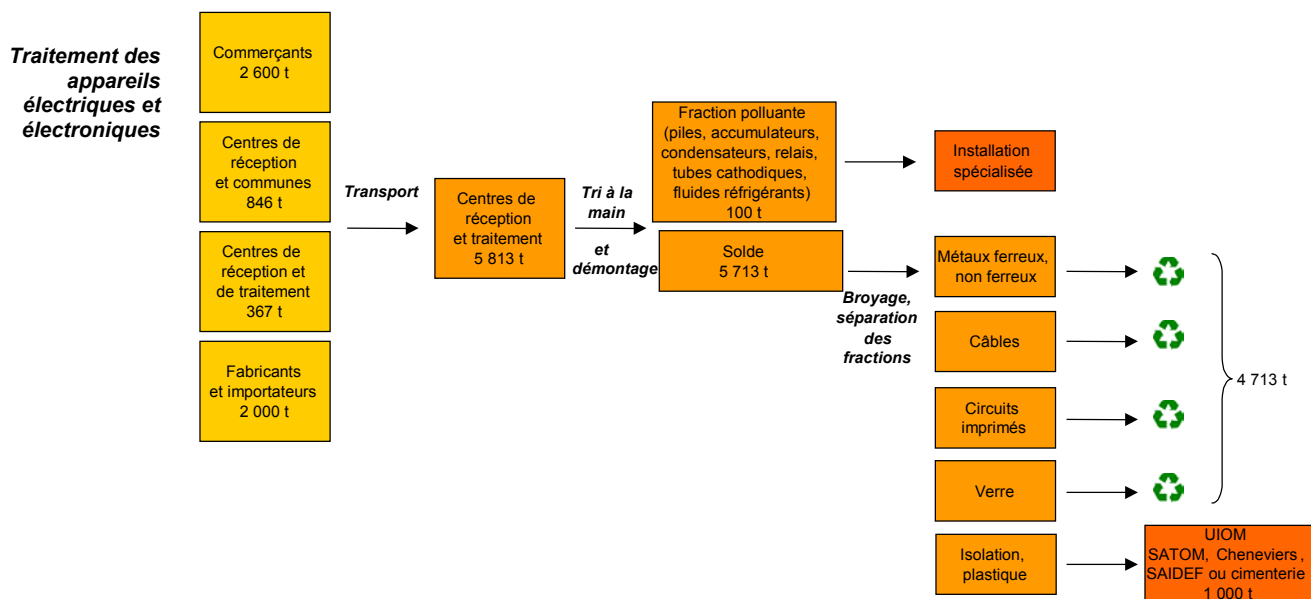 Traitement des
appareils
électriques et
électroniques
Commerçants
2 600 t
Centres de
réception
et communes
846 t
Centres de
réception et
de traitement
367 t
Fabricants
et importateurs
2 000 t
Transport
Centres de
réception
et traitement
5 813 t
Tri à la
main
et
démontage
Fraction polluante
(piles, accumulateurs,
condensateurs, relais,
tubes cathodiques,
fluides réfrigérants)
100 t
Solde
5 713 t
Installation
spécialisée
Broyage,
séparation
des
fractions
Métaux ferreux,
non ferreux
Câbles
Circuits
imprimés
Verre
Isolation,
plastique
4 713 t
UIOM
SATOM, Cheneviers,
SAIDEF ou cimenterie
1 000 t